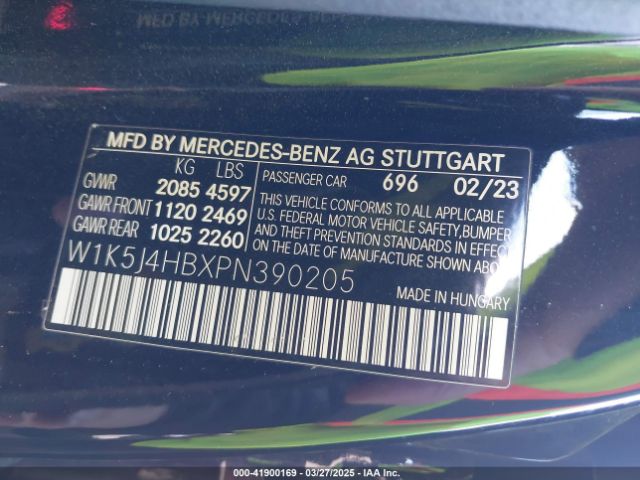 MFD BY MERCEDES-BENZ AG STUTTGART
KG LBS
GVWR 2085 4597
GAWR FRONT 1120 2469
GAWR REAR 1025 2260
PASSENGER CAR 696 02/23
THIS VEHICLE CONFORMS TO ALL APPLICABLE
U.S. FEDERAL MOTOR VEHICLE SAFETY, BUMPER
AND THEFT PREVENTION STANDARDS IN EFFECT
ON THE DATE OF MANUFACTURE SHOWN ABO
W1K5J4HBXPN390205
MADE IN HUNGARY
000-41900169 - 03/27/2025 - IAA Inc.